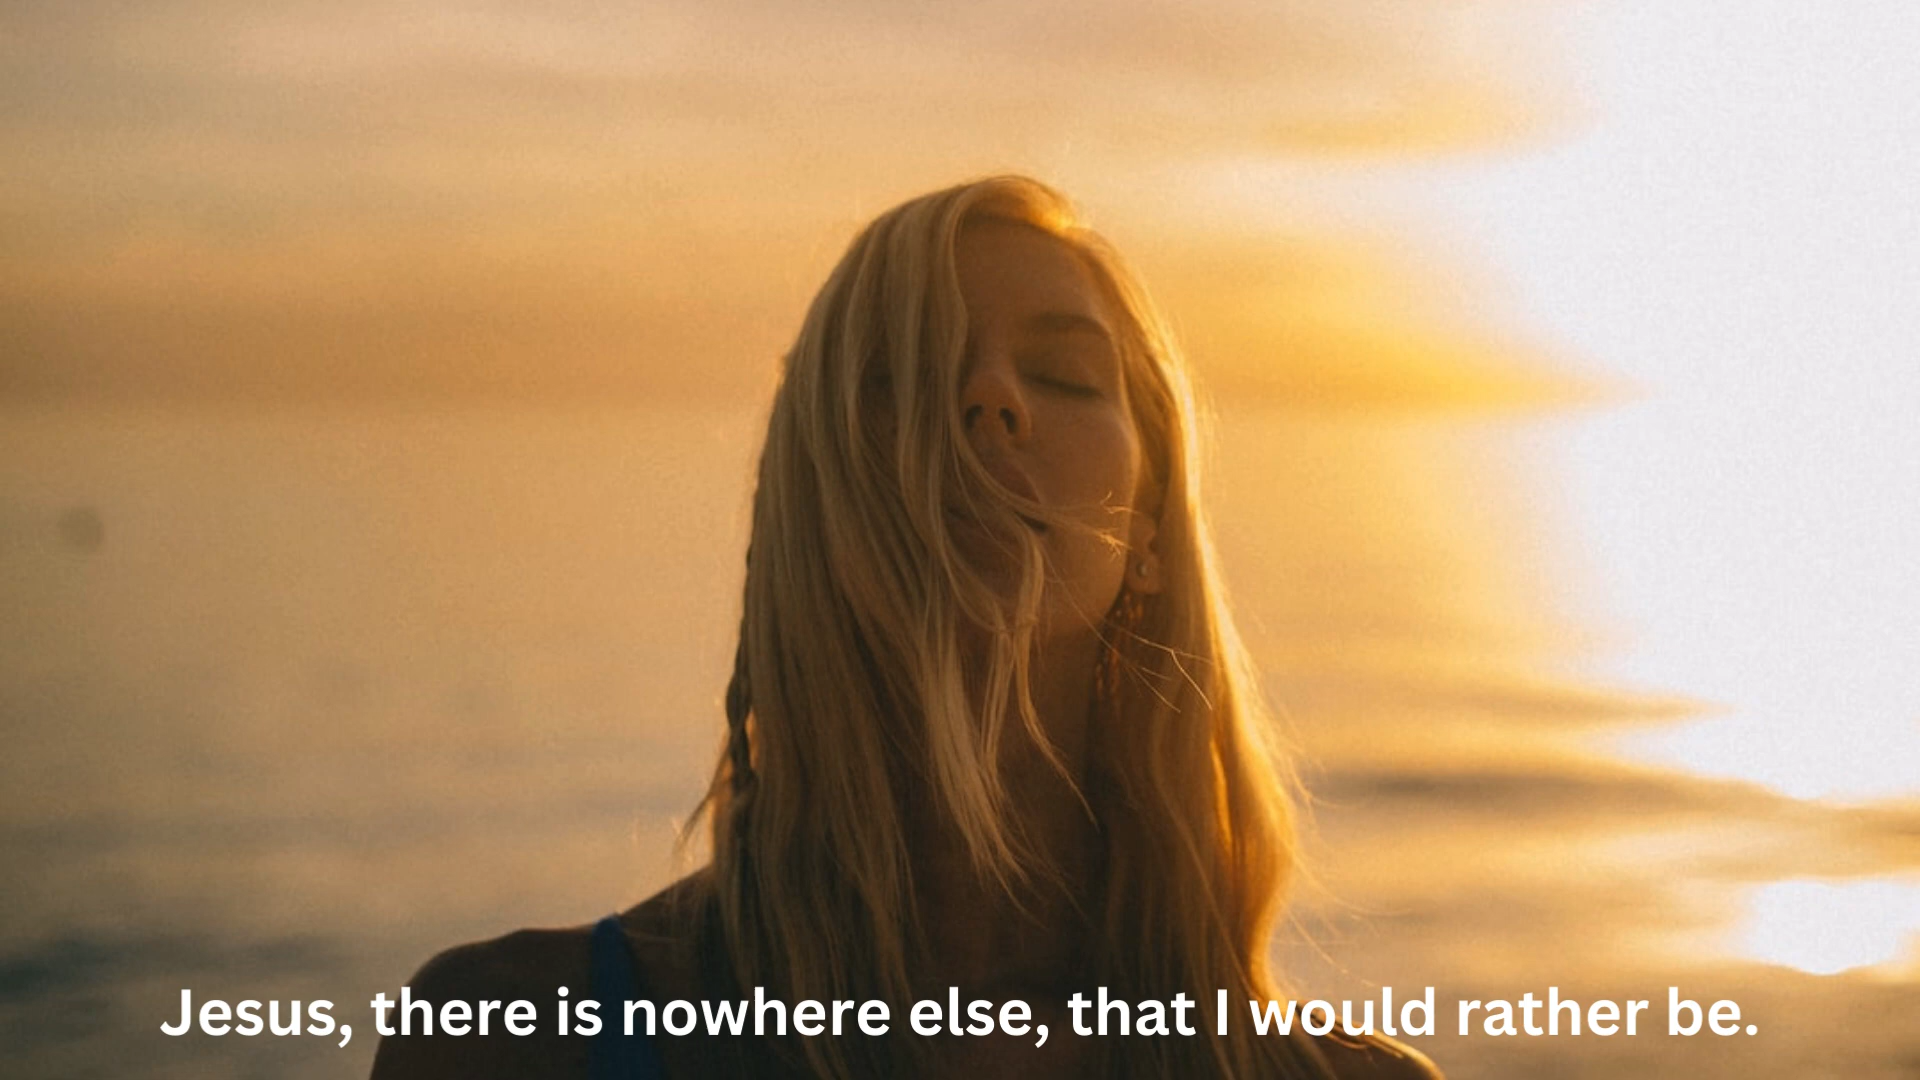 Jesus, there is nowhere else, that I would rather be.